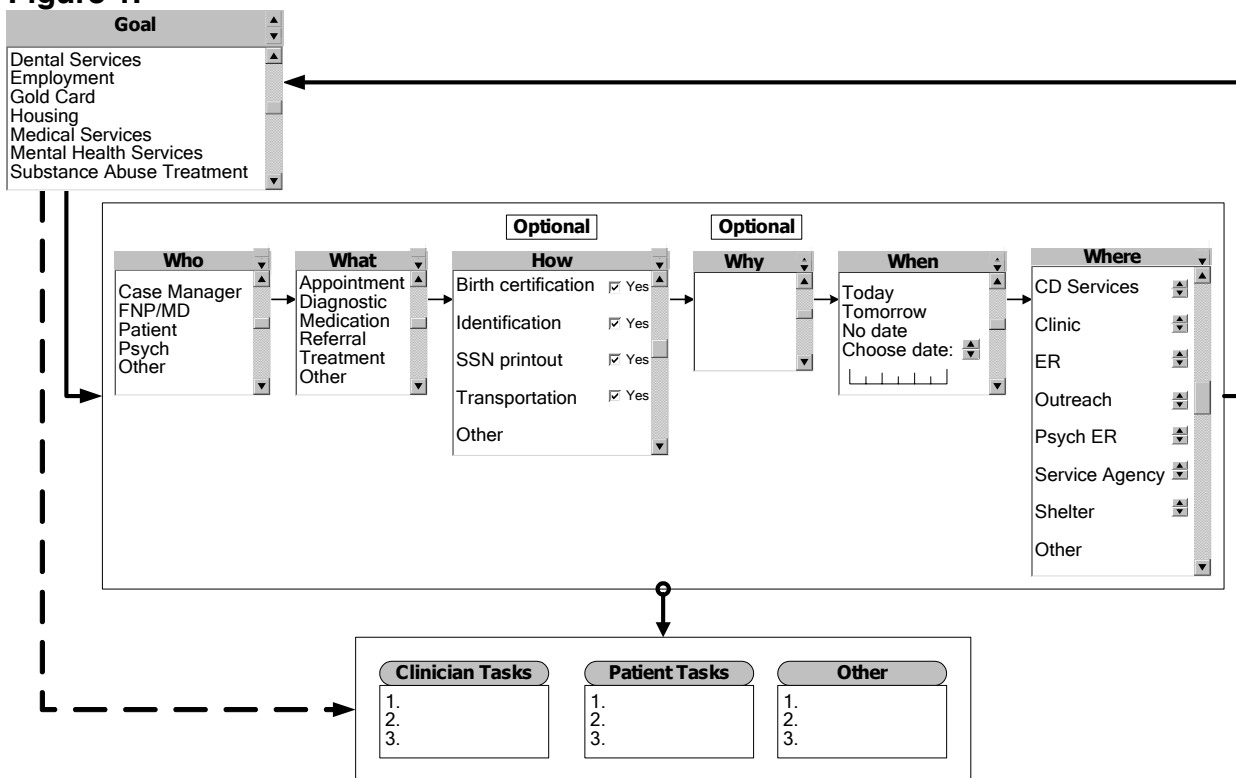 Goal
Dental Services
Employment
Gold Card
Housing
Medical Services
Mental Health Services
Substance Abuse Treatment
Optional
Optional
Who
Case Manager
FNP/MD
Patient
Psych
Other
What
Appointment
Diagnostic
Medication
Referral
Treatment
Other
How
Birth certification Yes
Identification Yes
SSN printout Yes
Transportation Yes
Other
Why
When
Today
Tomorrow
No date
Choose date:
Where
CD Services
Clinic
ER
Outreach
Psych ER
Service Agency
Shelter
Other
Clinician Tasks
1.
2.
3.
Patient Tasks
1.
2.
3.
Other
1.
2.
3.